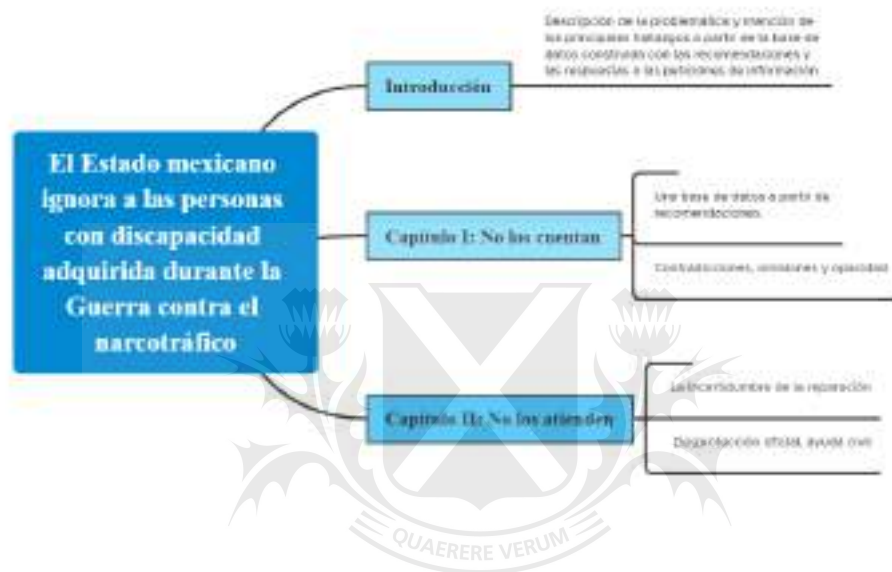 Descripción de la problemática y mención de
los principales hallazgos a partir de la base de
datos construida con las recomendaciones y
las respuestas a las peticiones de información
Introducción
El Estado mexicano
ignora a las personas
con discapacidad
adquirida durante la
Guerra contra el
narcotráfico
Capítulo I: No los cuentan
Una base de datos a partir de
recomendaciones
Contradicciones, omisiones y opacidad
Capítulo II: No los atienden
La incertidumbre de la reparación
Desprotección oficial, ayuda civil
QUAERERE VERUM